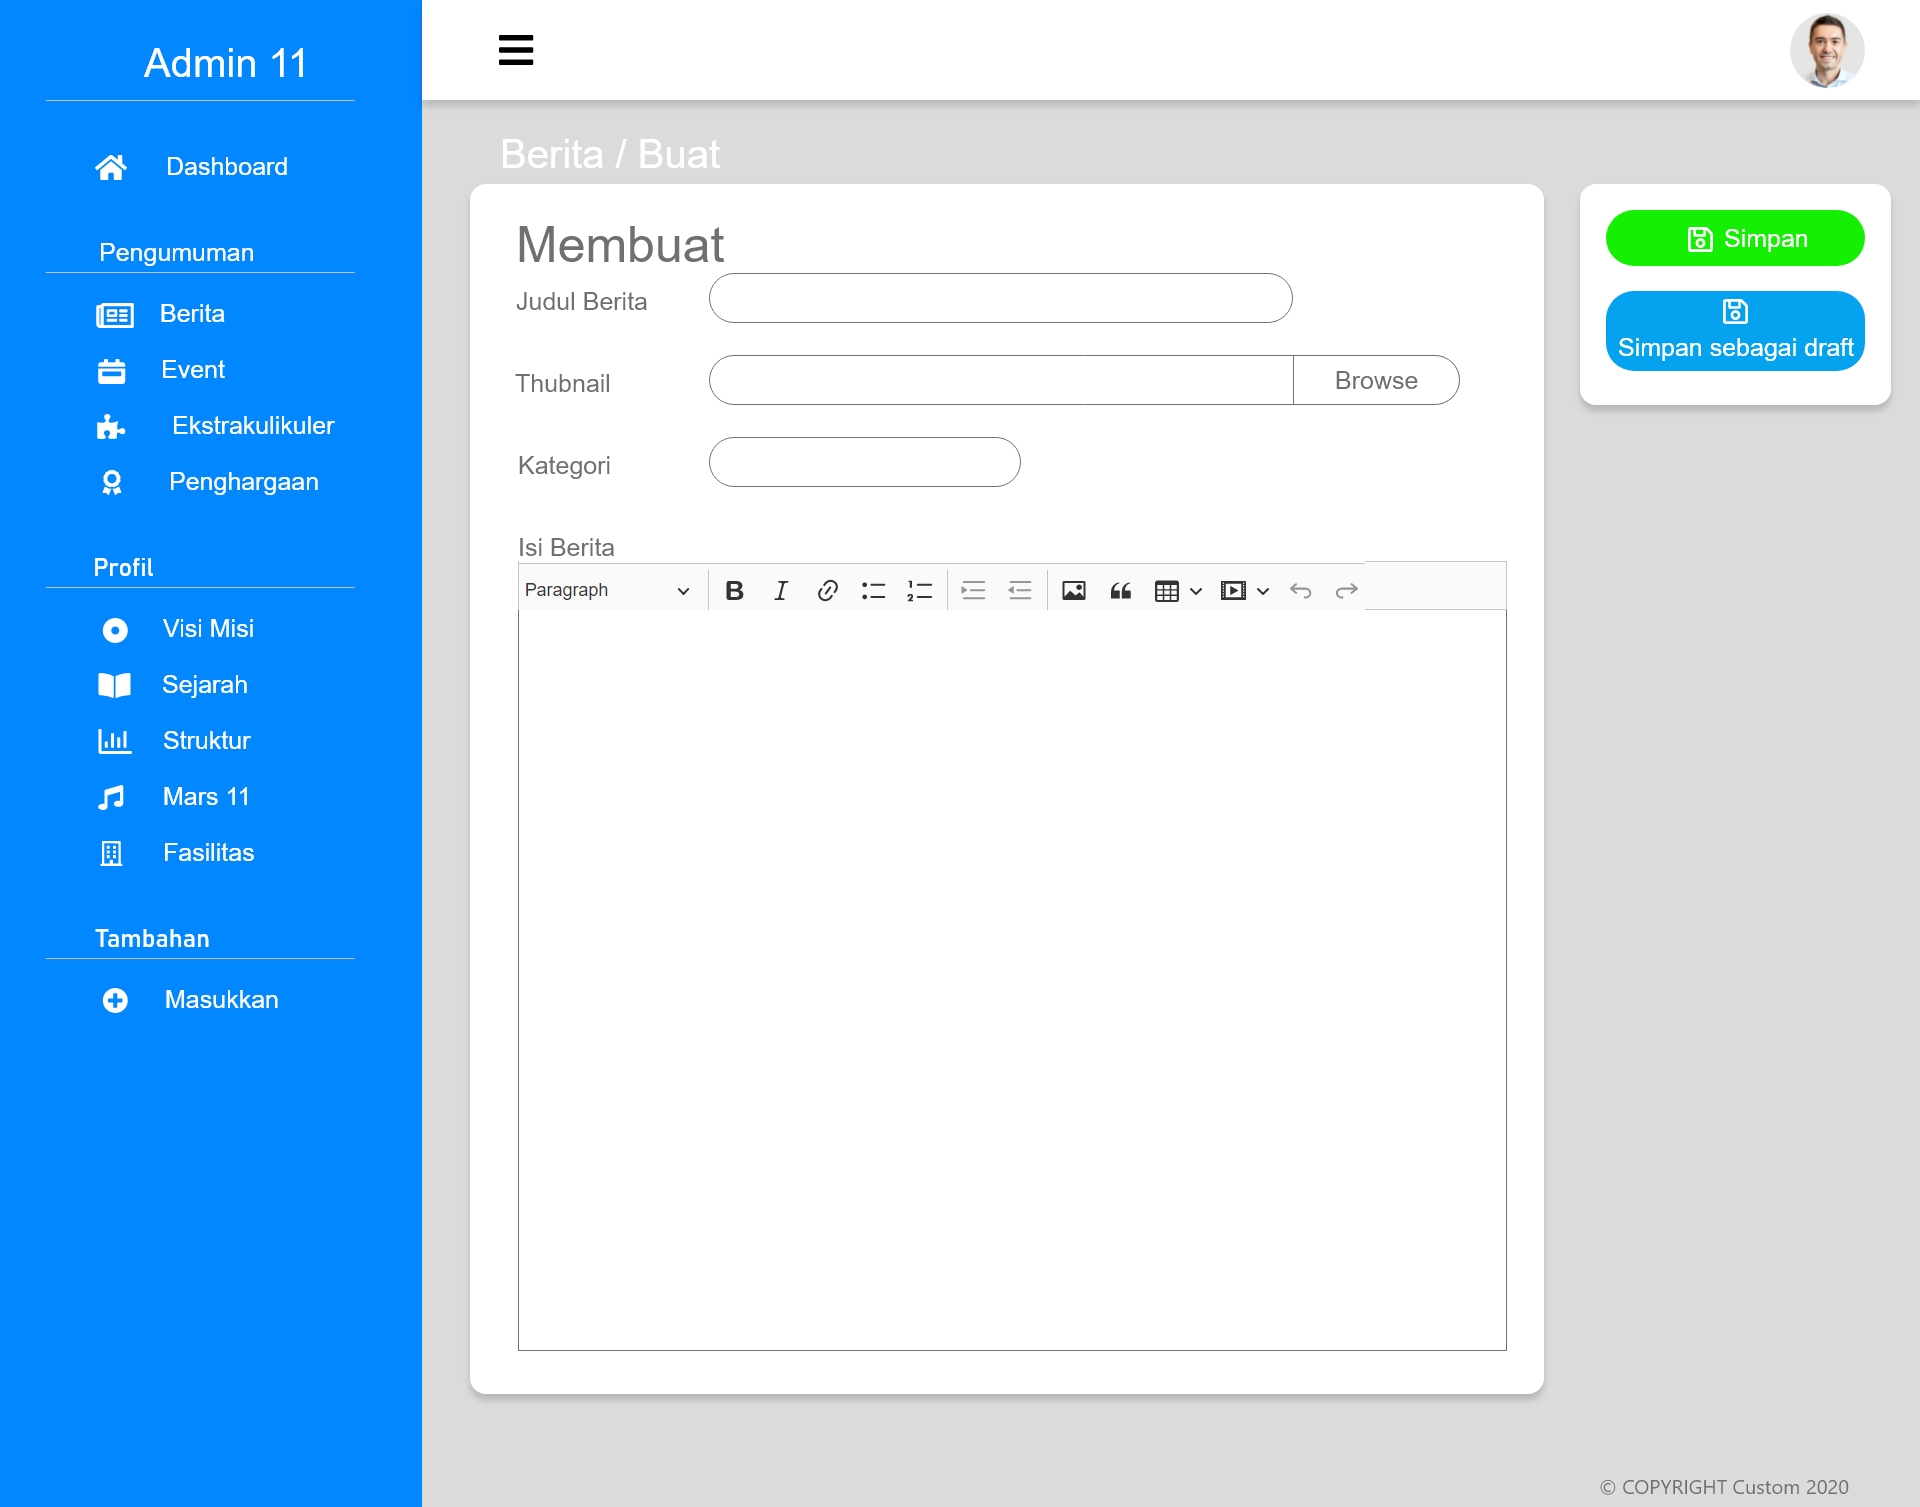 Admin 11
Dashboard
Pengumuman
Berita
Event
Ekstrakulikuler
Penghargaan
Profil
Visi Misi
Sejarah
Struktur
Mars 11
Fasilitas
Tambahan
Masukkan
Berita / Buat
Membuat
Judul Berita
Thubnail
Browse
Kategori
Isi Berita
Paragraph
Simpan
Simpan sebagai draft
© COPYRIGHT Custom 2020